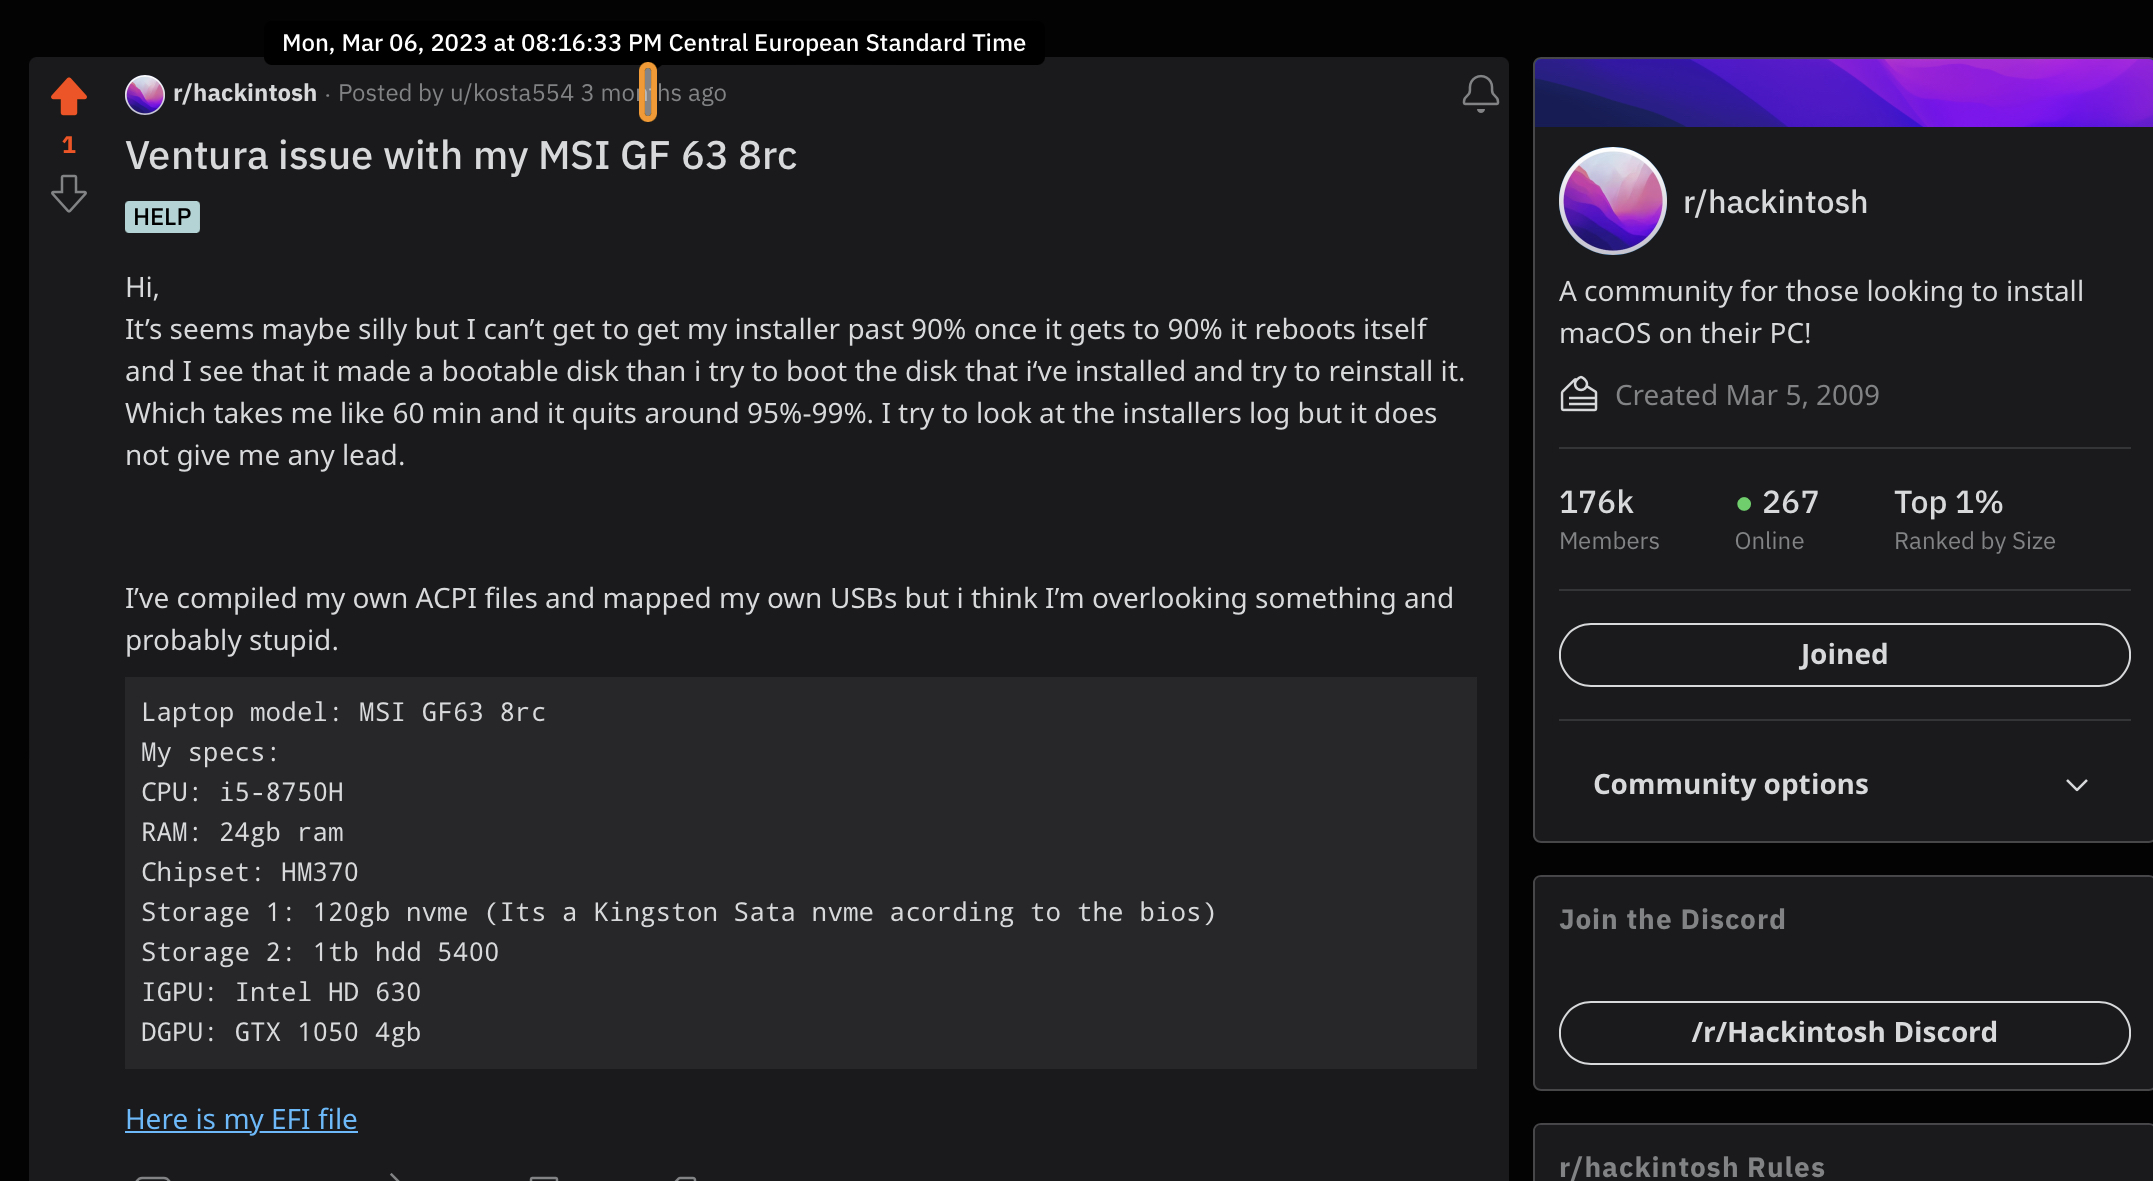 Mon, Mar 06, 2023 at 08:16:33 PM Central European Standard Time
r/hackintosh · Posted by u/kosta554 3 months ago
1
Ventura issue with my MSI GF 63 8rc
HELP
Hi,
It’s seems maybe silly but I can’t get to get my installer past 90% once it gets to 90% it reboots itself
and I see that it made a bootable disk than i try to boot the disk that i’ve installed and try to reinstall it.
Which takes me like 60 min and it quits around 95%-99%. I try to look at the installers log but it does
not give me any lead.
I’ve compiled my own ACPI files and mapped my own USBs but i think I’m overlooking something and
probably stupid.
Laptop model: MSI GF63 8rc
My specs:
CPU: i5-8750H
RAM: 24gb ram
Chipset: HM370
Storage 1: 120gb nvme (Its a Kingston Sata nvme acording to the bios)
Storage 2: 1tb hdd 5400
IGPU: Intel HD 630
DGPU: GTX 1050 4gb
Here is my EFI file
r/hackintosh
A community for those looking to install
macOS on their PC!
Created Mar 5, 2009
176k 267 Top 1%
Members Online Ranked by Size
Joined
Community options
Join the Discord
/r/Hackintosh Discord
r/hackintosh Rules